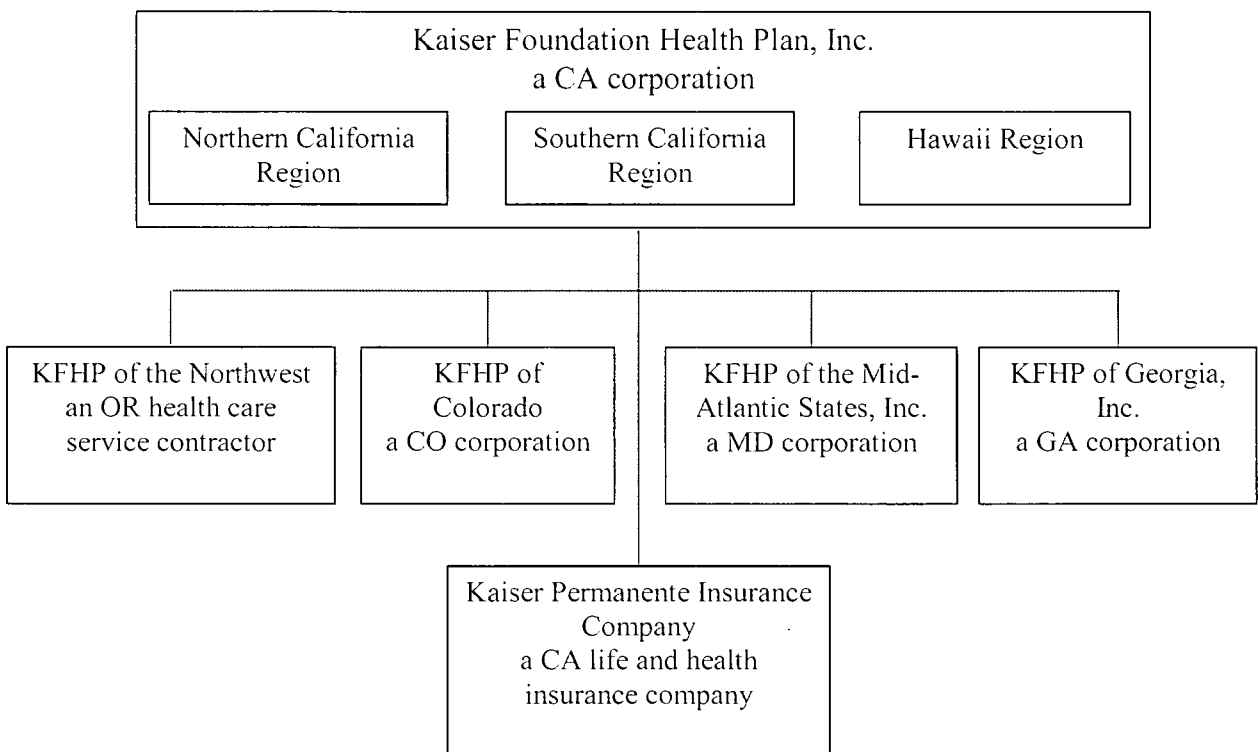 Kaiser Foundation Health Plan, Inc.
a CA corporation
Northern California
Region
Southern California
Region
Hawaii Region
KFHP of the Northwest
an OR health care
service contractor
KFHP of
Colorado
a CO corporation
KFHP of the Mid-
Atlantic States, Inc.
a MD corporation
KFHP of Georgia,
Inc.
a GA corporation
Kaiser Permanente Insurance
Company
a CA life and health
insurance company